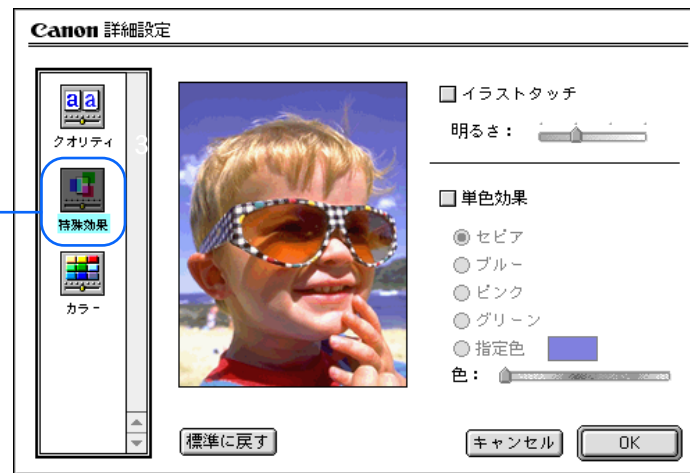 Canon 詳細設定
aa
クオリティ
3
特殊効果
カラー
イラストタッチ
明るさ：
単色効果
セピア
ブルー
ピンク
グリーン
指定色
色：
標準に戻す
キャンセル
OK